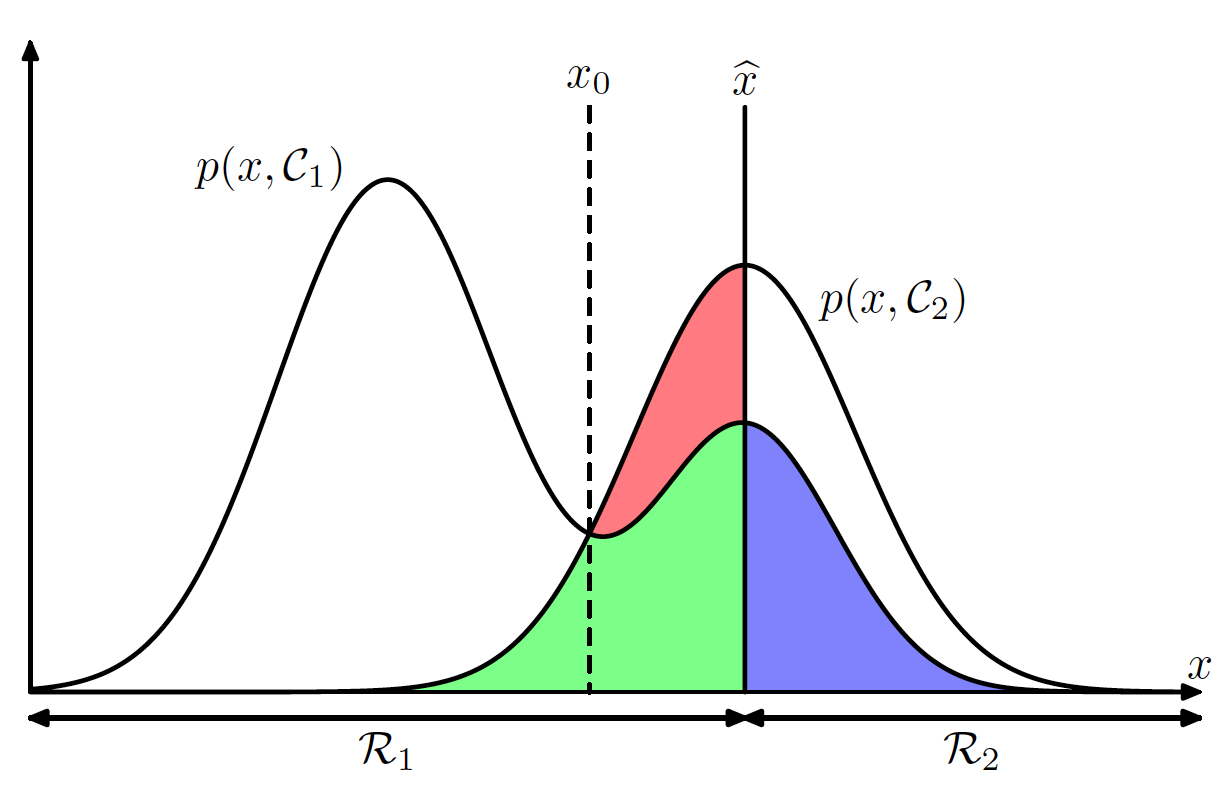 x₀
x̂
p(x, 𝒞₁)
p(x, 𝒞₂)
x
ℛ₁
ℛ₂